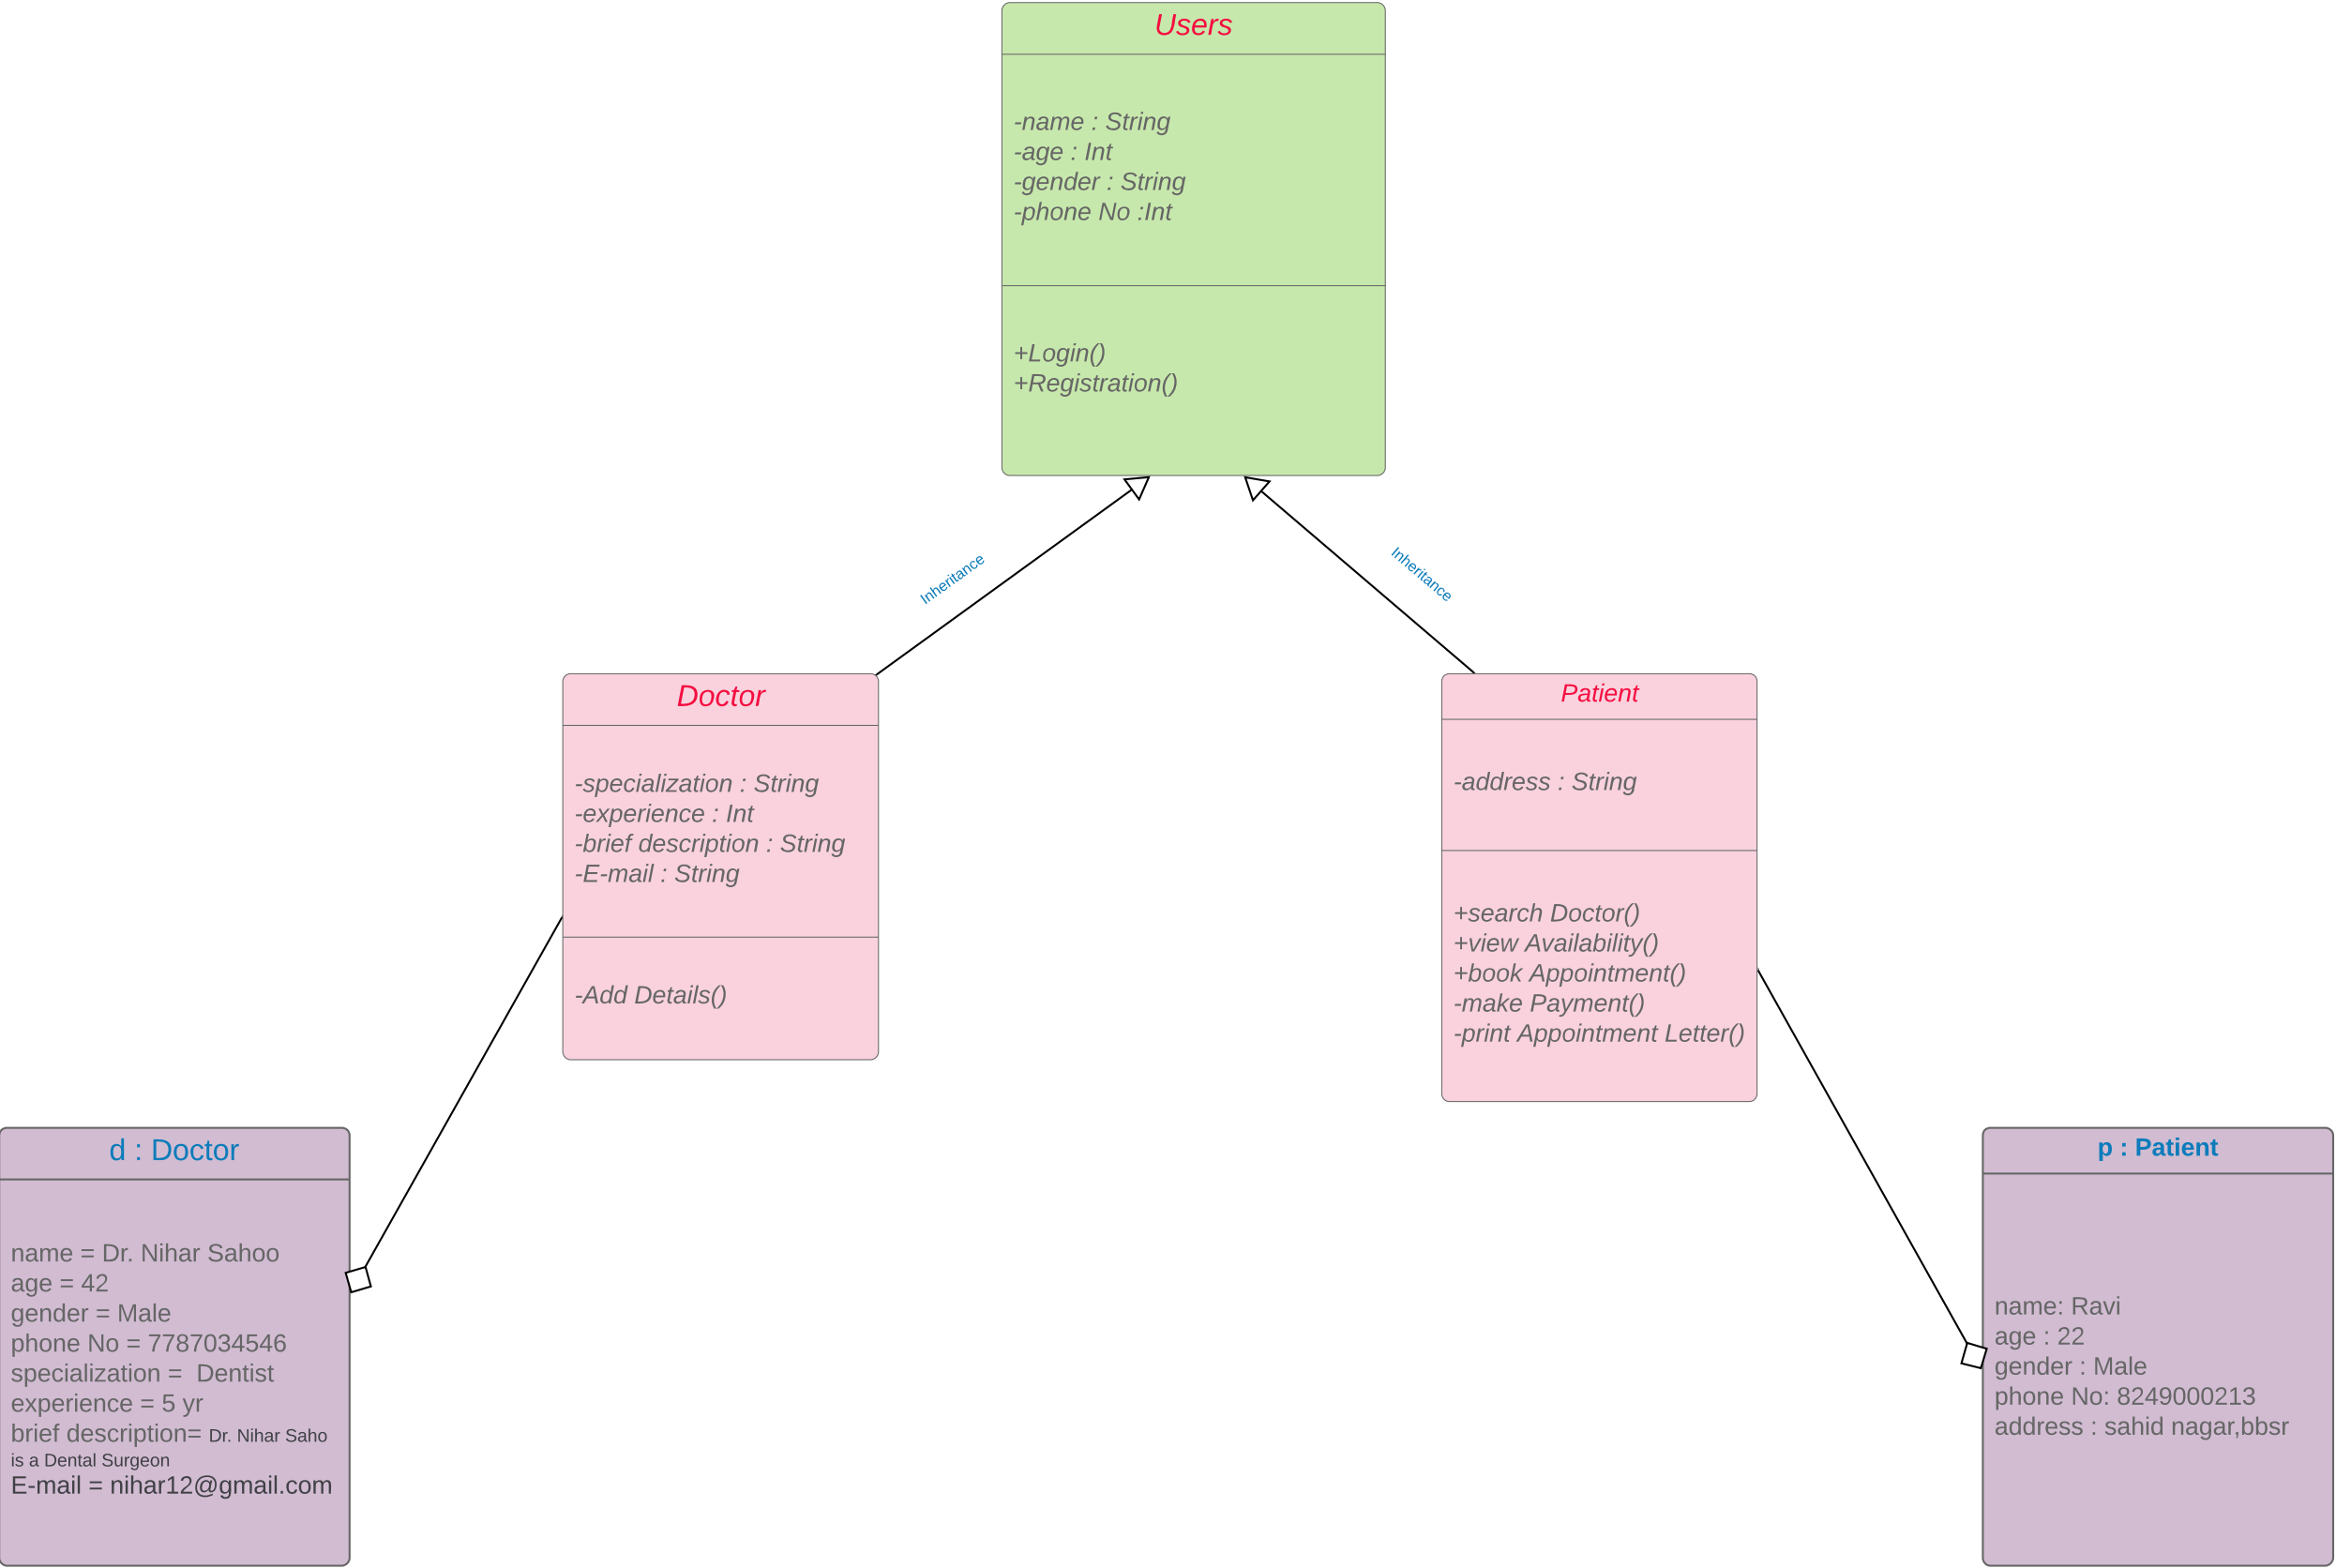 Users
-name : String
-age : Int
-gender : String
-phone No :Int
+Login()
+Registration()
Inheritance
Inheritance
Doctor
-specialization : String
-experience : Int
-brief description : String
-E-mail : String
-Add Details()
Patient
-address : String
+search Doctor()
+view Availability()
+book Appointment()
-make Payment()
-print Appointment Letter()
d : Doctor
name = Dr. Nihar Sahoo
age = 42
gender = Male
phone No = 7787034546
specialization =  Dentist
experience = 5 yr
brief description= Dr. Nihar Saho
is a Dental Surgeon
E-mail = nihar12@gmail.com
p : Patient
name: Ravi
age : 22
gender : Male
phone No: 8249000213
address : sahid nagar,bbsr